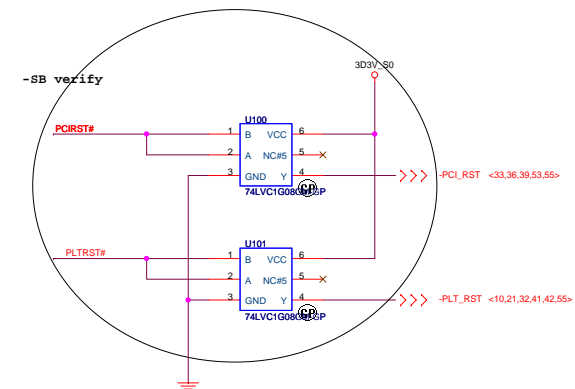 3D3V_S0
-SB verify
U100
PCIRST#
1 B VCC 6
2 A NC#5 5
3 GND Y 4
-PCI_RST <33,36,39,53,55>
GP
U101
PLTRST#
1 B VCC 6
2 A NC#5 5
3 GND Y 4
-PLT_RST <10,21,32,41,42,55>
GP